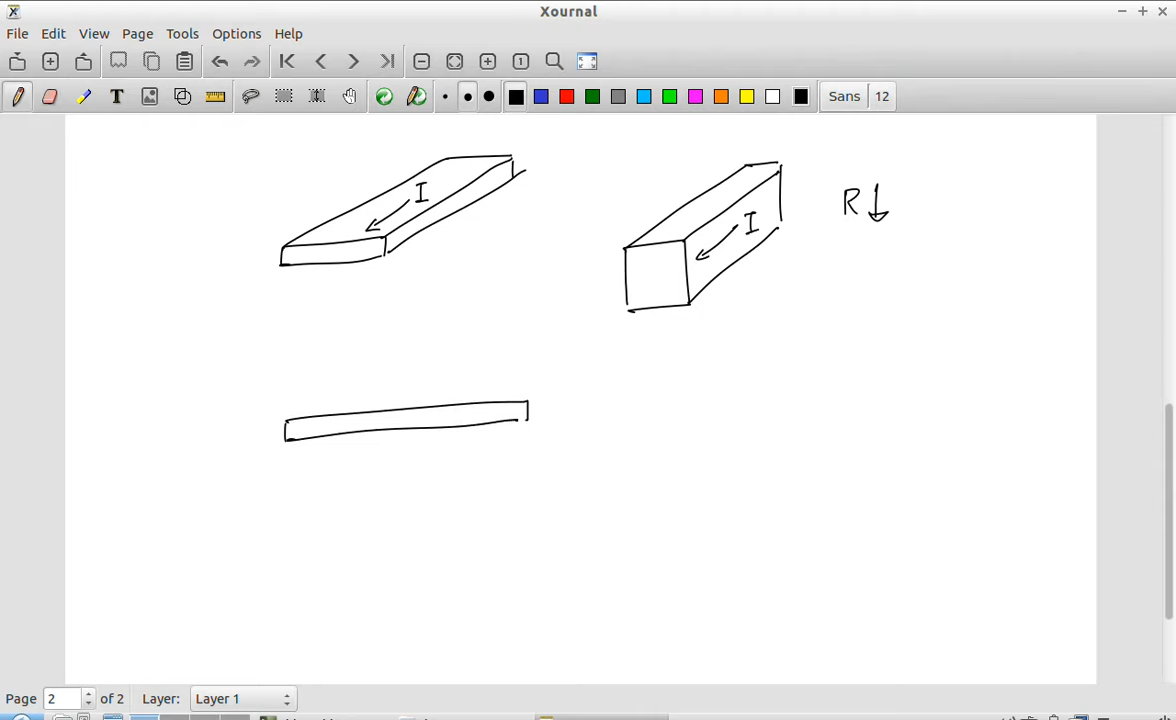 Xournal
File Edit View Page Tools Options Help
Sans 12
I
I
R↓
Page 2 of 2 Layer: Layer 1